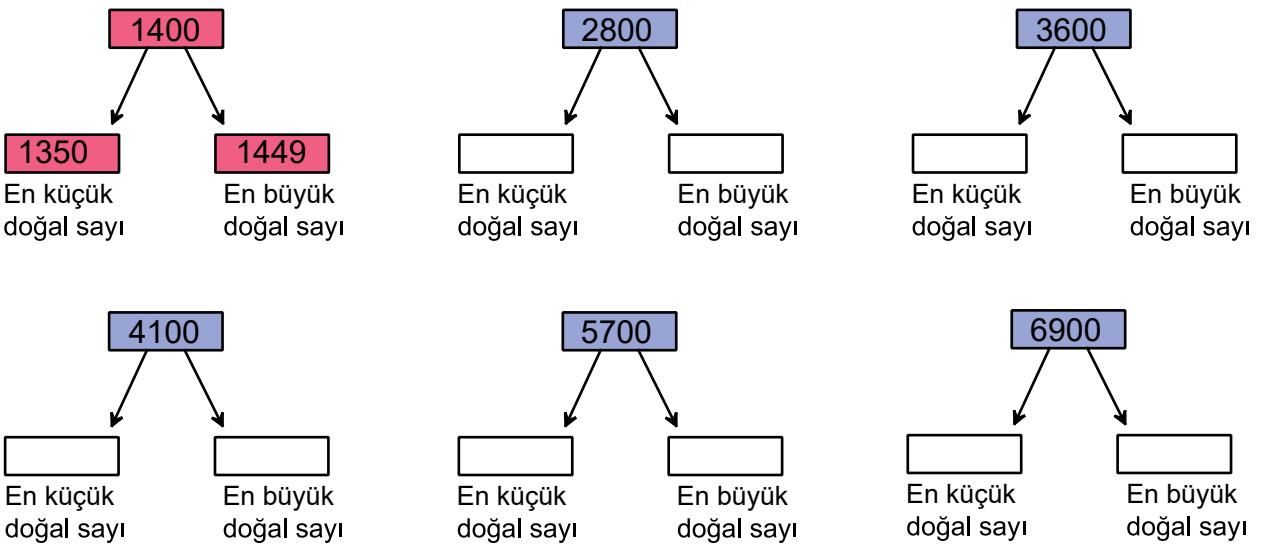 1400
2800
3600
1350
1449
En küçük
doğal sayı
En büyük
doğal sayı
En küçük
doğal sayı
En büyük
doğal sayı
En küçük
doğal sayı
En büyük
doğal sayı
4100
5700
6900
En küçük
doğal sayı
En büyük
doğal sayı
En küçük
doğal sayı
En büyük
doğal sayı
En küçük
doğal sayı
En büyük
doğal sayı